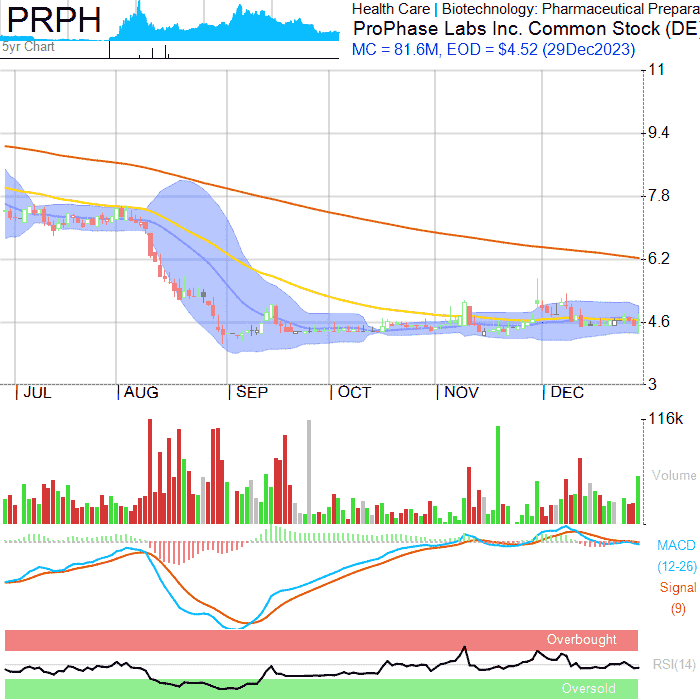 PRPH
5yr Chart
Health Care | Biotechnology: Pharmaceutical Prepara
ProPhase Labs Inc. Common Stock (DE
MC = 81.6M, EOD = $4.52 (29Dec2023)
11
9.4
7.8
6.2
4.6
3
JUL AUG SEP OCT NOV DEC
116k
Volume
MACD
(12-26)
Signal
(9)
Overbought
RSI(14)
Oversold